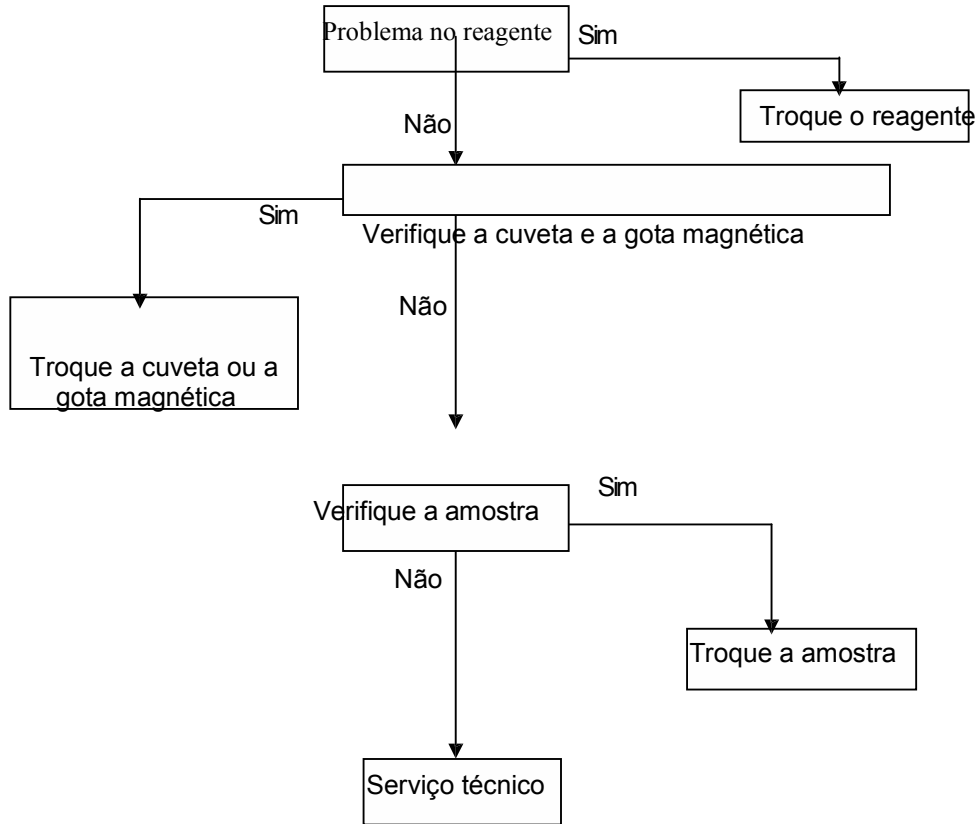 Problema no reagente
Sim
Troque o reagente
Não
Sim
Verifique a cuveta e a gota magnética
Não
Troque a cuveta ou a
gota magnética
Sim
Verifique a amostra
Não
Troque a amostra
Serviço técnico